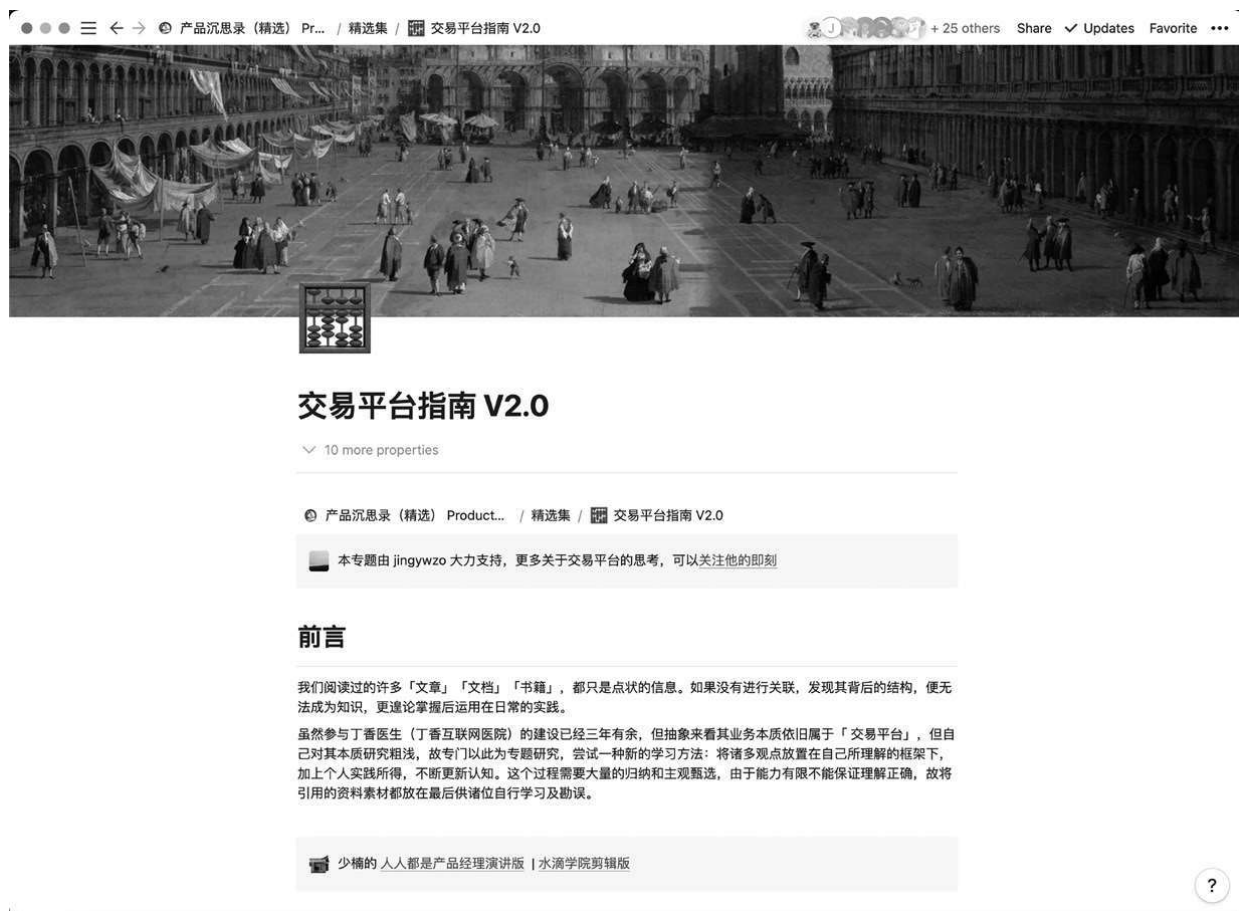 产品沉思录（精选） Pr... / 精选集 / 交易平台指南 V2.0
J + 25 others Share ✓ Updates Favorite •••
交易平台指南 V2.0
10 more properties
产品沉思录（精选） Product... / 精选集 / 交易平台指南 V2.0
本专题由 jingywzo 大力支持，更多关于交易平台的思考，可以关注他的即刻
前言
我们阅读过的许多「文章」「文档」「书籍」，都只是点状的信息。如果没有进行关联，发现其背后的结构，便无
法成为知识，更遑论掌握后运用在日常的实践。
虽然参与丁香医生（丁香互联网医院）的建设已经三年有余，但抽象来看其业务本质依旧属于「 交易平台」，但自
己对其本质研究粗浅，故专门以此为专题研究，尝试一种新的学习方法：将诸多观点放置在自己所理解的框架下，
加上个人实践所得，不断更新认知。这个过程需要大量的归纳和主观甄选，由于能力有限不能保证理解正确，故将
引用的资料素材都放在最后供诸位自行学习及勘误。
少楠的 人人都是产品经理演讲版 | 水滴学院剪辑版
?